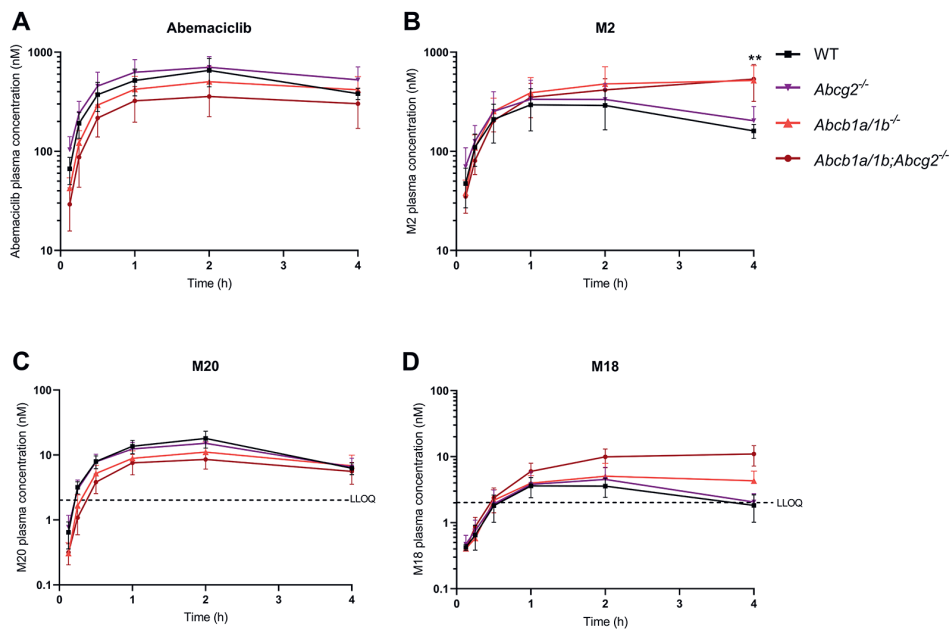 A
Abemaciclib
Abemaciclib plasma concentration (nM)
1000
100
10
0
1
2
3
4
Time (h)
B
M2
M2 plasma concentration (nM)
1000
100
10
**
0
1
2
3
4
Time (h)
WT
Abcg2-/-
Abcb1a/1b-/-
Abcb1a/1b;Abcg2-/-
C
M20
M20 plasma concentration (nM)
100
10
1
0.1
LLOQ
0
1
2
3
4
Time (h)
D
M18
M18 plasma concentration (nM)
100
10
1
0.1
LLOQ
0
1
2
3
4
Time (h)